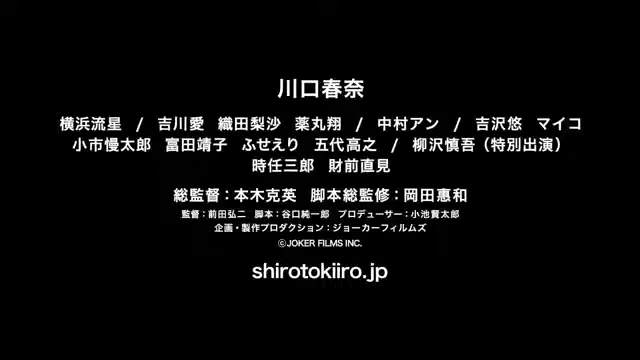 川口春奈
横浜流星 / 吉川愛 織田梨沙 薬丸翔 / 中村アン / 吉沢悠 マイコ
小市慢太郎 富田靖子 ふせえり 五代高之 / 柳沢慎吾（特別出演）
時任三郎 財前直見
総監督：本木克英 脚本総監修：岡田惠和
監督：前田弘二 脚本：谷口純一郎 プロデューサー：小池賢太郎
企画・製作プロダクション：ジョーカーフィルムズ
©JOKER FILMS INC.
shirotokiiro.jp